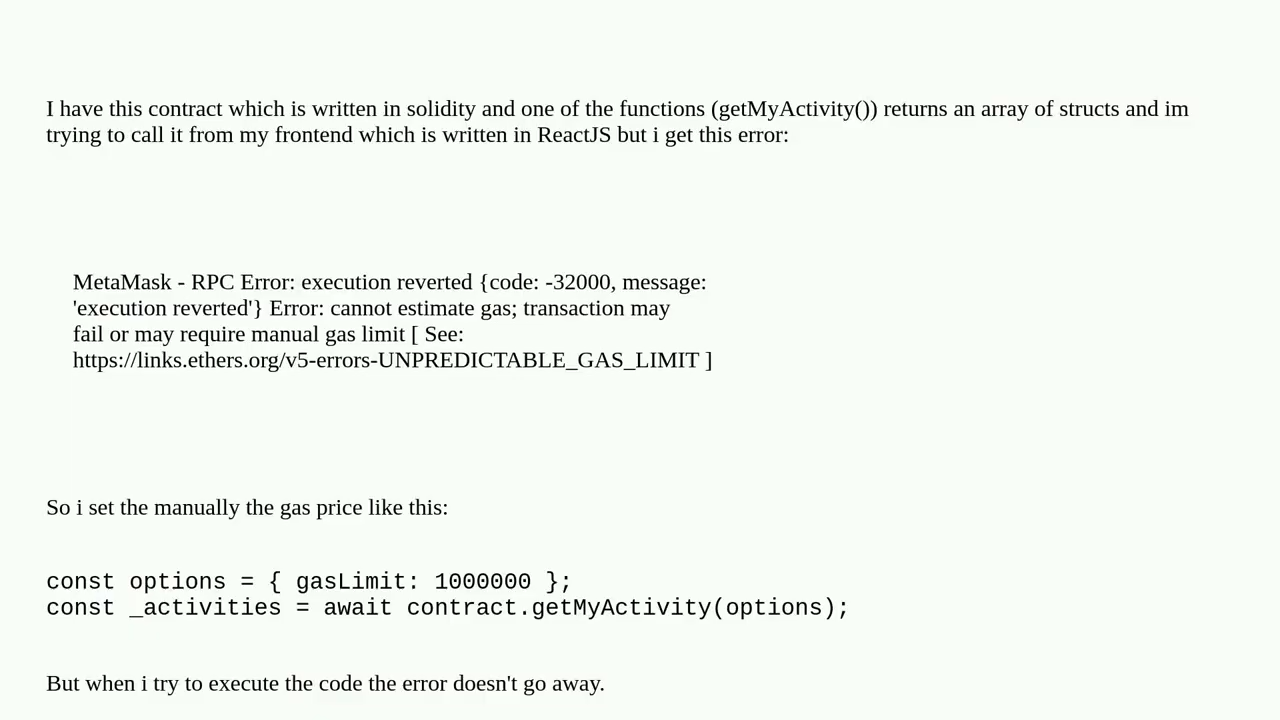 I have this contract which is written in solidity and one of the functions (getMyActivity()) returns an array of structs and im
trying to call it from my frontend which is written in ReactJS but i get this error:
MetaMask - RPC Error: execution reverted {code: -32000, message:
'execution reverted'} Error: cannot estimate gas; transaction may
fail or may require manual gas limit [ See:
https://links.ethers.org/v5-errors-UNPREDICTABLE_GAS_LIMIT ]
So i set the manually the gas price like this:
const options = { gasLimit: 1000000 };
const _activities = await contract.getMyActivity(options);
But when i try to execute the code the error doesn't go away.